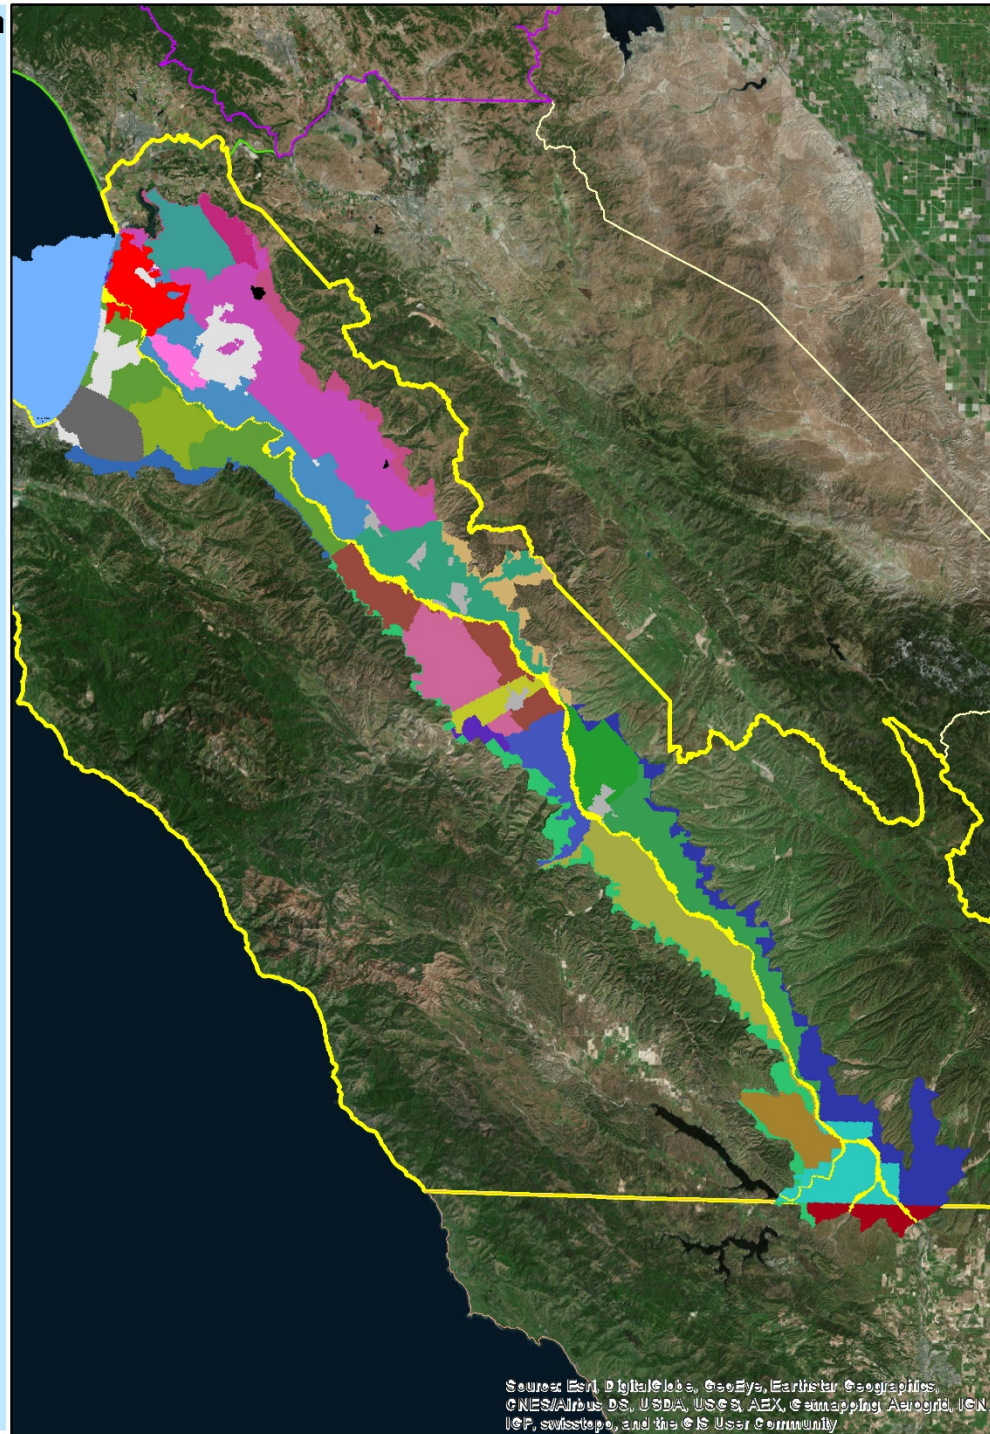 n
Source: Esri, DigitalGlobe, GeoEye, Earthstar Geographics,
CNES/Airbus DS, USDA, USGS, AEX, Getmapping, Aerogrid, IGN,
IGP, swisstopo, and the GIS User Community